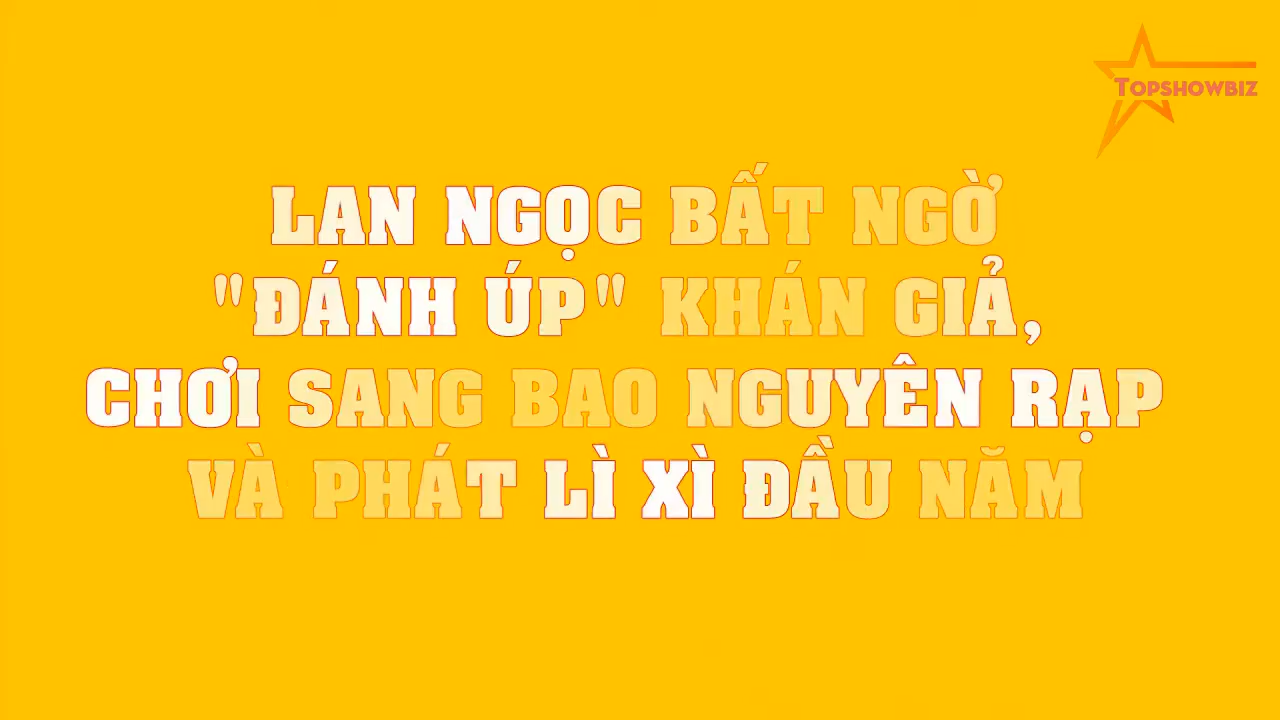 TOPSHOWBIZ
LAN NGỌC BẤT NGỜ
"ĐÁNH ÚP" KHÁN GIẢ,
CHƠI SANG BAO NGUYÊN RẠP
VÀ PHÁT LÌ XÌ ĐẦU NĂM